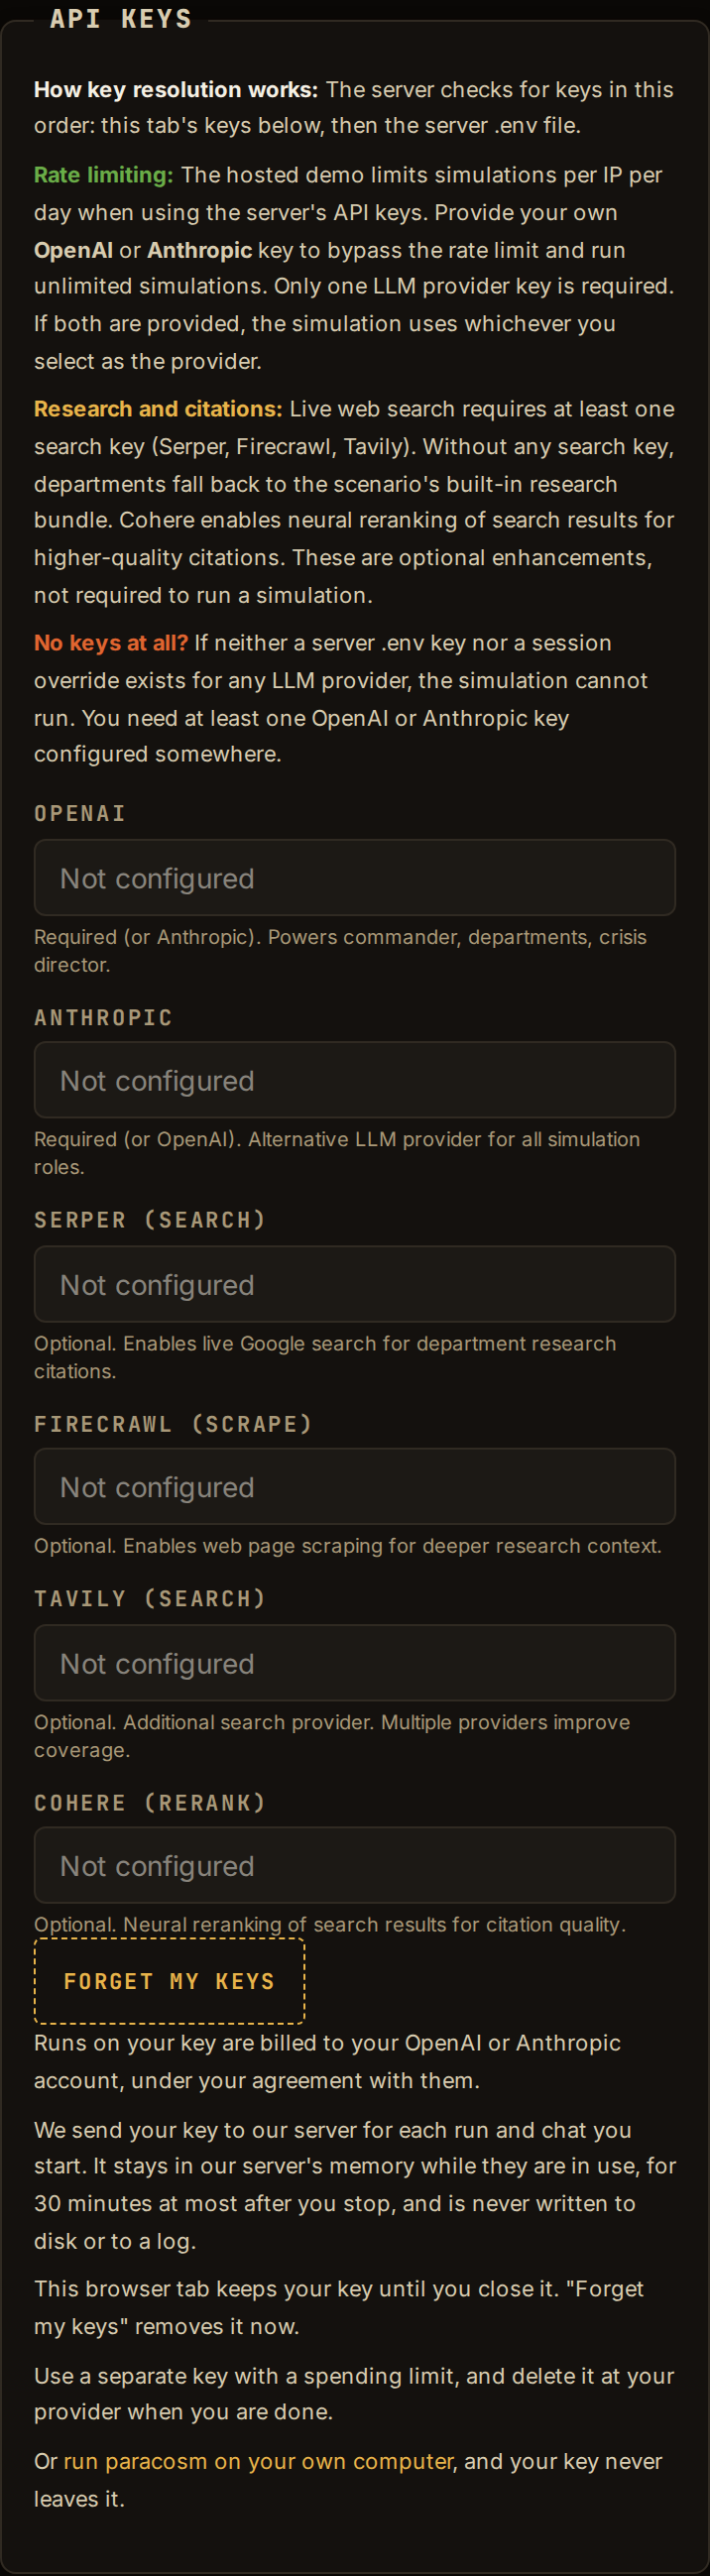 API KEYS
How key resolution works: The server checks for keys in this
order: this tab's keys below, then the server .env file.
Rate limiting: The hosted demo limits simulations per IP per
day when using the server's API keys. Provide your own
OpenAI or Anthropic key to bypass the rate limit and run
unlimited simulations. Only one LLM provider key is required.
If both are provided, the simulation uses whichever you
select as the provider.
Research and citations: Live web search requires at least one
search key (Serper, Firecrawl, Tavily). Without any search key,
departments fall back to the scenario's built-in research
bundle. Cohere enables neural reranking of search results for
higher-quality citations. These are optional enhancements,
not required to run a simulation.
No keys at all? If neither a server .env key nor a session
override exists for any LLM provider, the simulation cannot
run. You need at least one OpenAI or Anthropic key
configured somewhere.
OPENAI
Not configured
Required (or Anthropic). Powers commander, departments, crisis
director.
ANTHROPIC
Not configured
Required (or OpenAI). Alternative LLM provider for all simulation
roles.
SERPER (SEARCH)
Not configured
Optional. Enables live Google search for department research
citations.
FIRECRAWL (SCRAPE)
Not configured
Optional. Enables web page scraping for deeper research context.
TAVILY (SEARCH)
Not configured
Optional. Additional search provider. Multiple providers improve
coverage.
COHERE (RERANK)
Not configured
Optional. Neural reranking of search results for citation quality.
FORGET MY KEYS
Runs on your key are billed to your OpenAI or Anthropic
account, under your agreement with them.
We send your key to our server for each run and chat you
start. It stays in our server's memory while they are in use, for
30 minutes at most after you stop, and is never written to
disk or to a log.
This browser tab keeps your key until you close it. "Forget
my keys" removes it now.
Use a separate key with a spending limit, and delete it at your
provider when you are done.
Or run paracosm on your own computer, and your key never
leaves it.